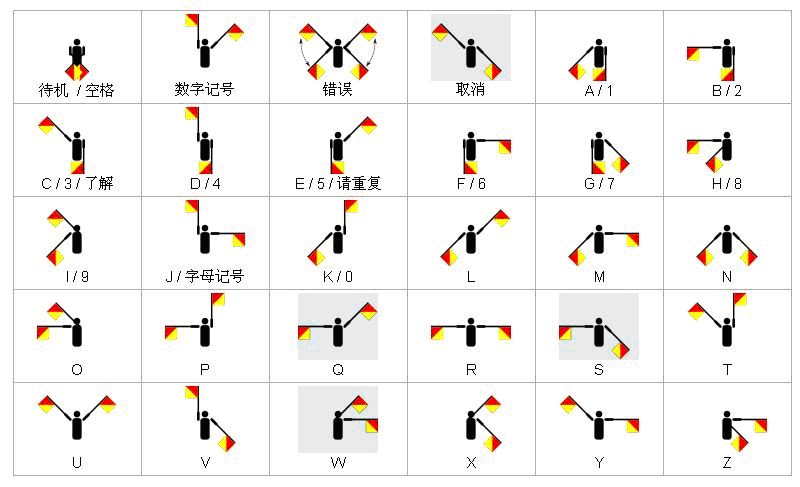 待机 / 空格
数字记号
错误
取消
A / 1
B / 2
C / 3 / 了解
D / 4
E / 5 / 请重复
F / 6
G / 7
H / 8
I / 9
J / 字母记号
K / 0
L
M
N
O
P
Q
R
S
T
U
V
W
X
Y
Z